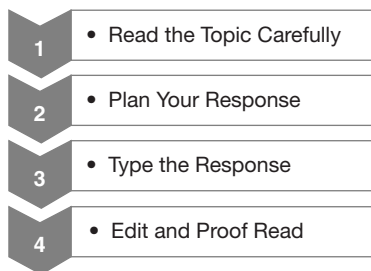 1 • Read the Topic Carefully
2 • Plan Your Response
3 • Type the Response
4 • Edit and Proof Read